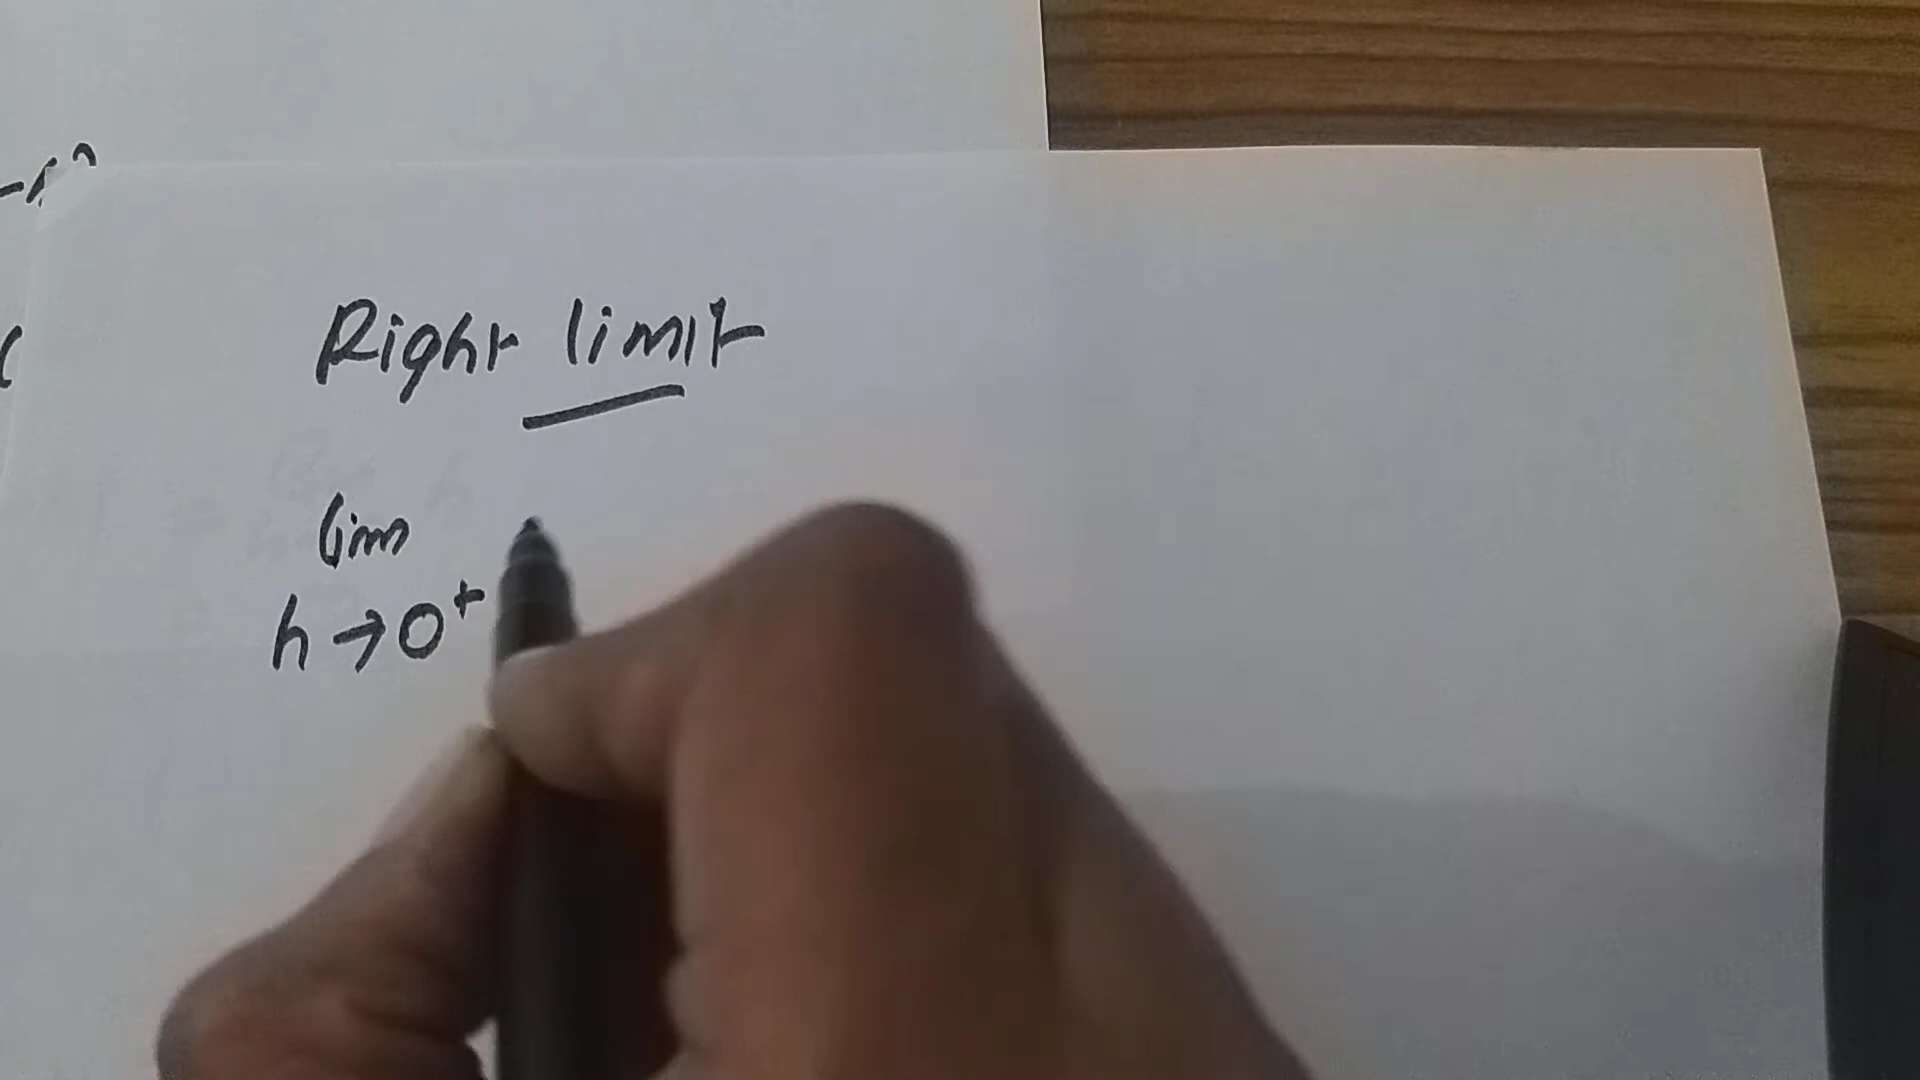 Right limit
lim
h → 0⁺